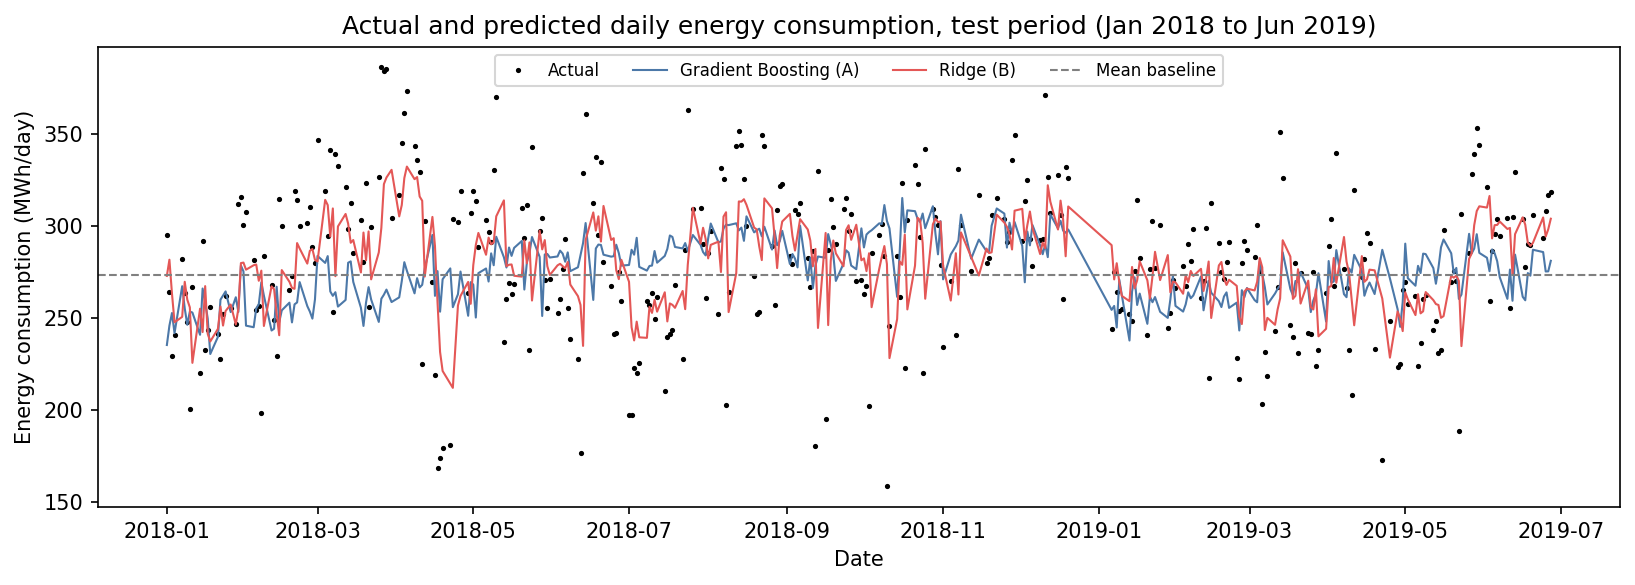 Actual and predicted daily energy consumption, test period (Jan 2018 to Jun 2019)
Actual
Gradient Boosting (A)
Ridge (B)
Mean baseline
Energy consumption (MWh/day)
350
300
250
200
150
2018-01
2018-03
2018-05
2018-07
2018-09
2018-11
2019-01
2019-03
2019-05
2019-07
Date